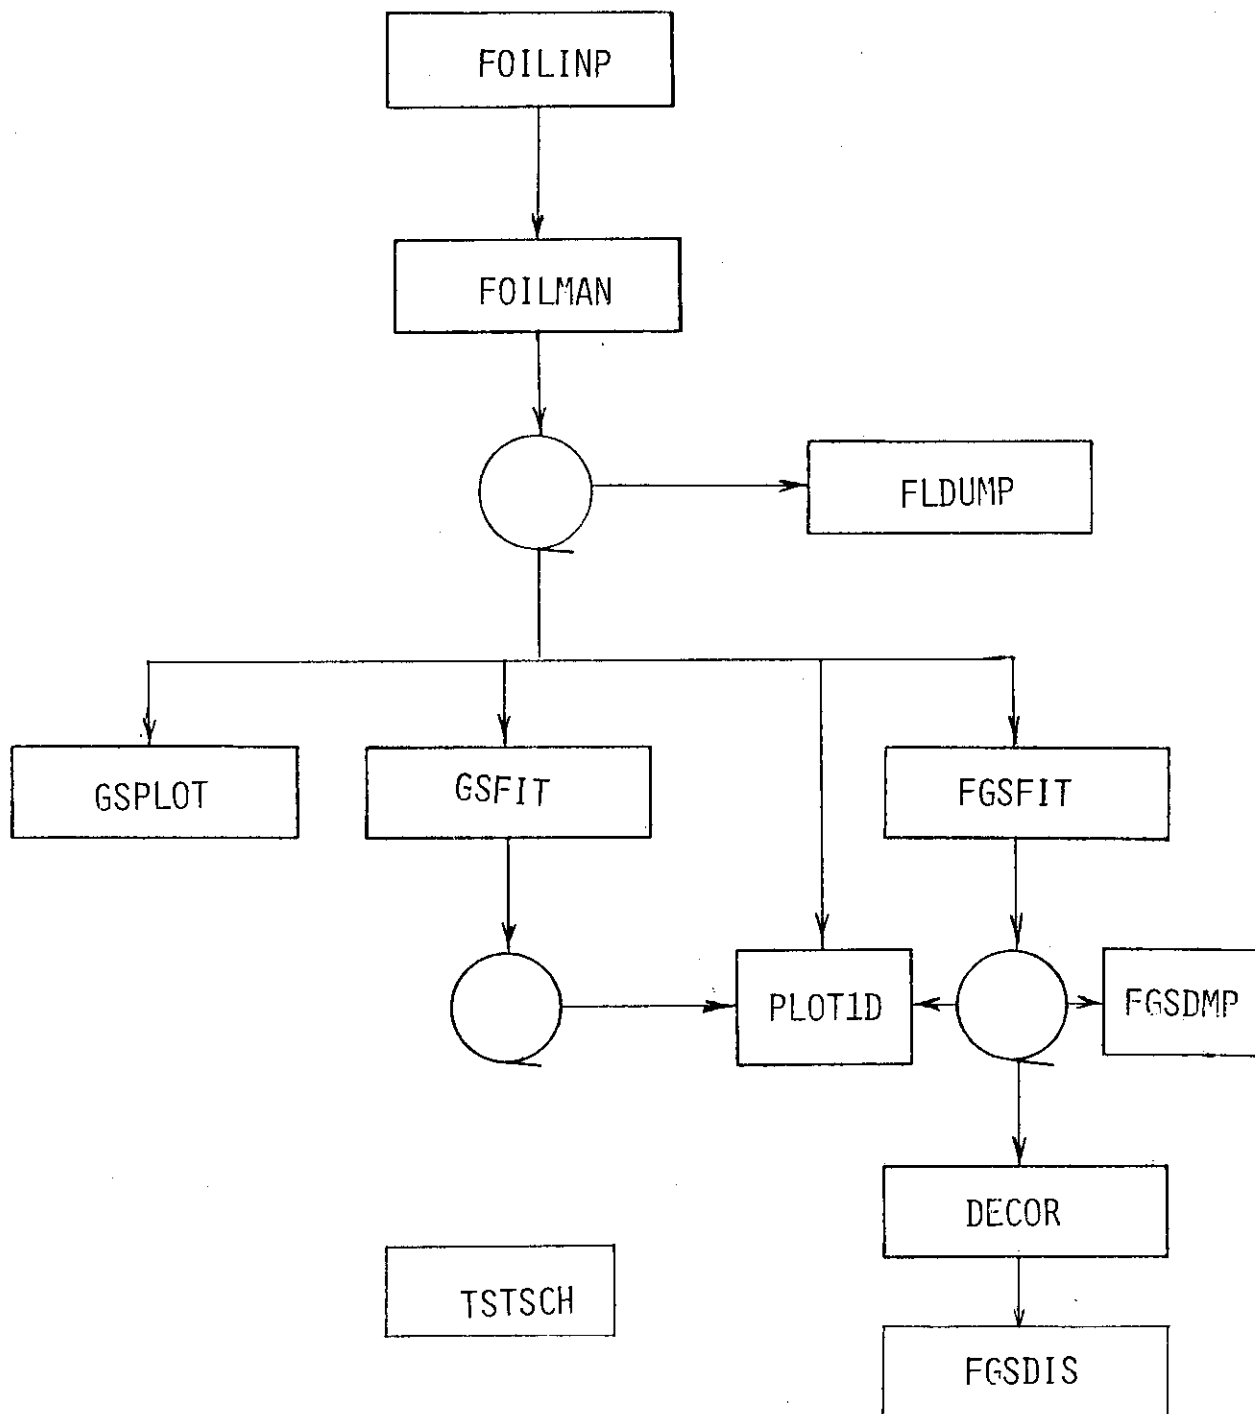 FOILINP
FOILMAN
FLDUMP
GSPLOT
GSFIT
FGSFIT
PLOT1D
FGSDMP
DECOR
TSTSCH
FGSDIS